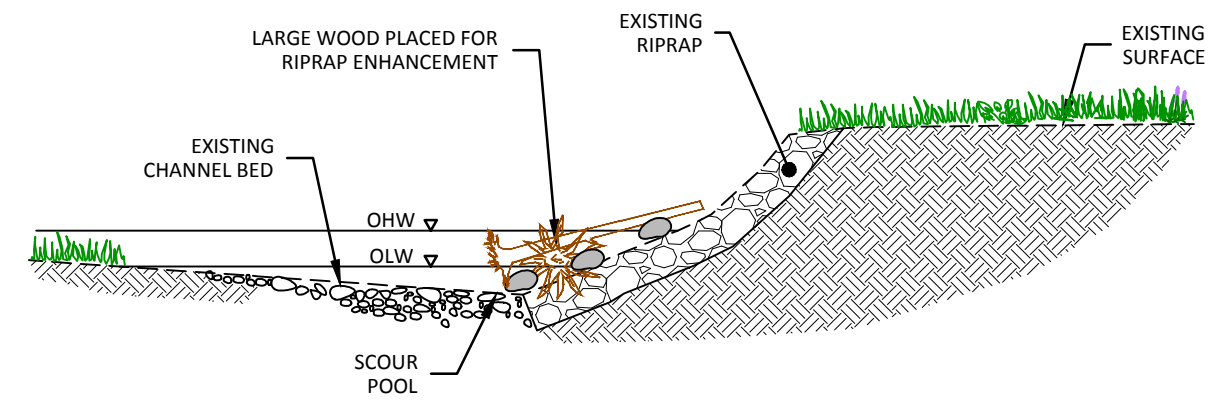 LARGE WOOD PLACED FOR
RIPRAP ENHANCEMENT
EXISTING
RIPRAP
EXISTING
SURFACE
EXISTING
CHANNEL BED
OHW
OLW
SCOUR
POOL